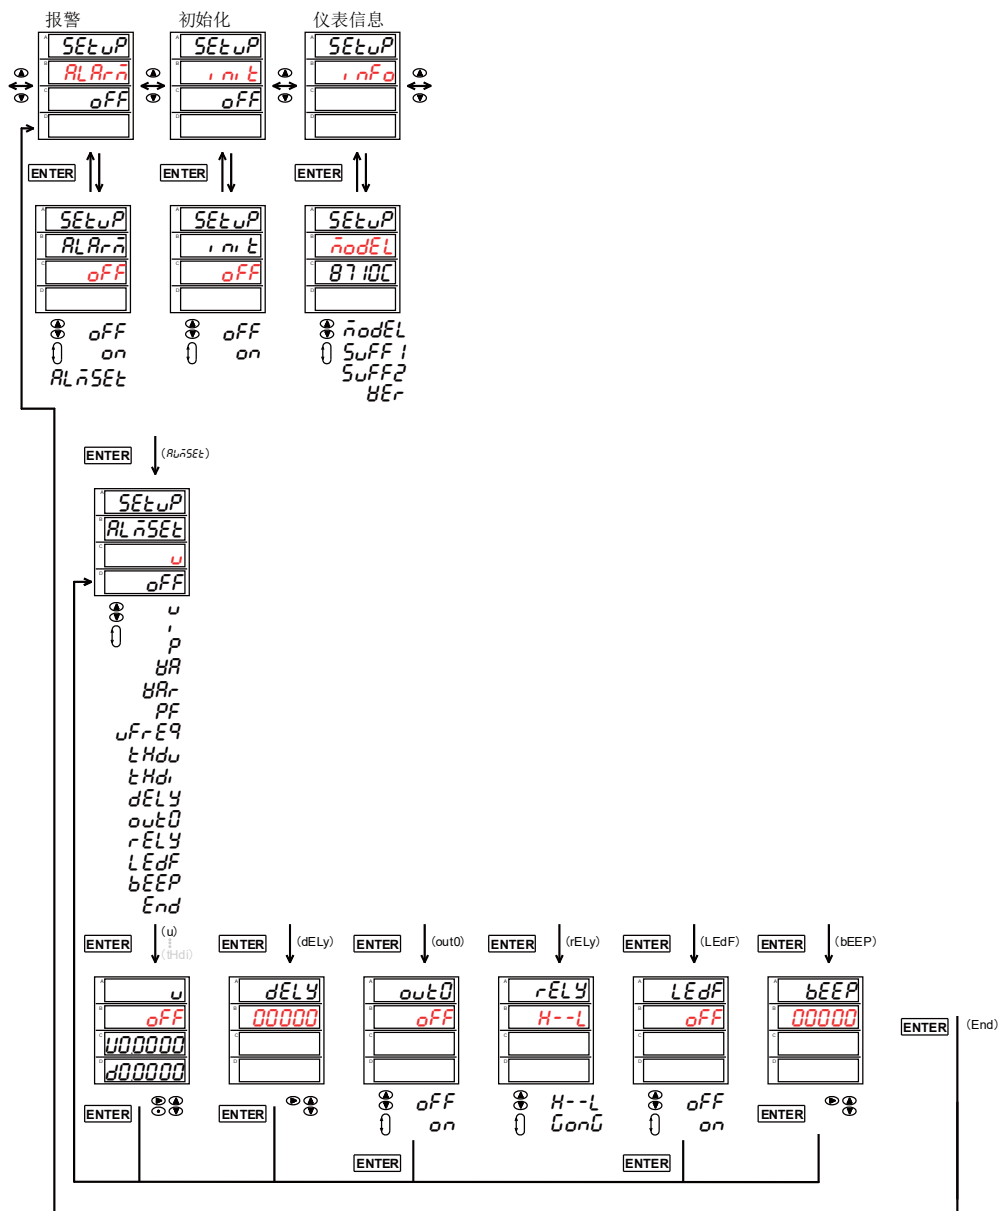 报警 初始化 仪表信息
A SEtuP A SEtuP A SEtuP
B ALArm B init B inFo
C oFF C oFF C
D D D
ENTER ENTER ENTER
A SEtuP A SEtuP A SEtuP
B ALArm B init B modEL
C oFF C oFF C 8710C
D D D
oFF oFF modEL
on on SuFF1
ALmSEt SuFF2
VEr
ENTER (ALmSEt)
A SEtuP
B ALmSEt
C u
D oFF
u
i
P
VA
VAr
PF
uFrEq
tHdu
tHdi
dELy
out0
rELy
LEdF
bEEP
End
ENTER (u) ENTER (dELy) ENTER (out0) ENTER (rELy) ENTER (LEdF) ENTER (bEEP)
(tHdi)
A u A dELy A out0 A rELy A LEdF A bEEP
B oFF B 00000 B oFF B H--L B oFF B 00000
C U0.0000 C C C C C
D d0.0000 D D D D D
ENTER (End)
ENTER ENTER oFF H--L oFF ENTER
on GonG on
ENTER ENTER